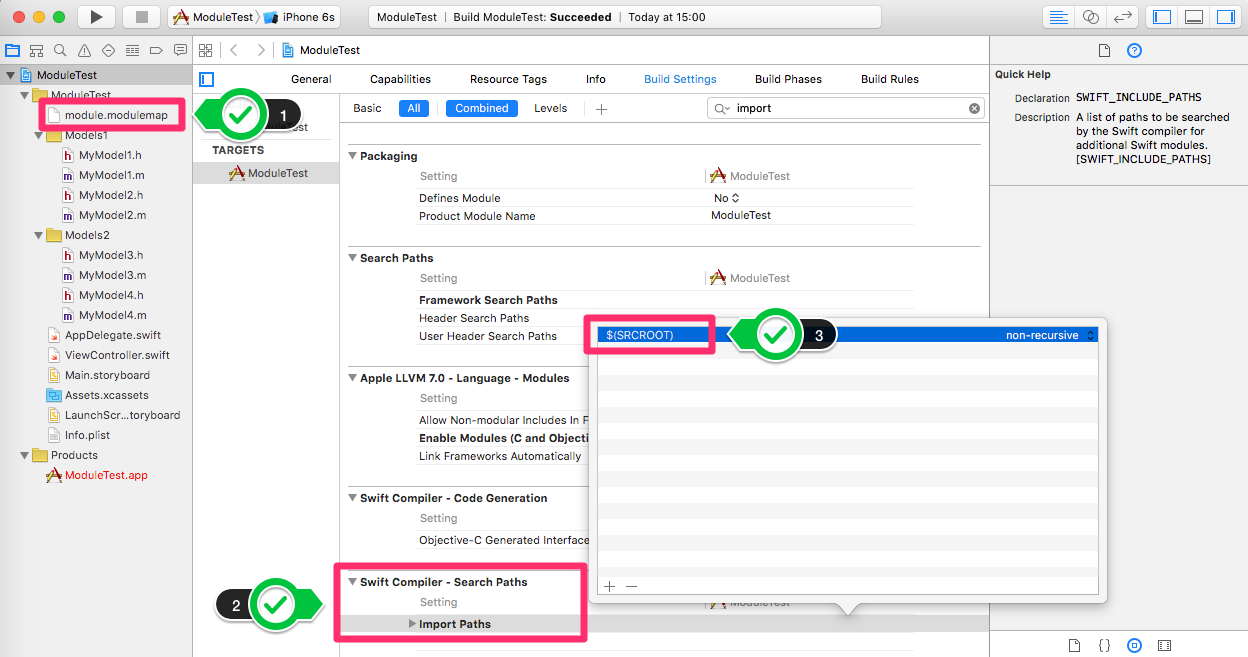 ModuleTest
iPhone 6s
ModuleTest | Build ModuleTest: Succeeded | Today at 15:00
ModuleTest
ModuleTest
ModuleTest
module.modulemap
Models1
MyModel1.h
MyModel1.m
MyModel2.h
MyModel2.m
Models2
MyModel3.h
MyModel3.m
MyModel4.h
MyModel4.m
AppDelegate.swift
ViewController.swift
Main.storyboard
Assets.xcassets
LaunchScr...toryboard
Info.plist
Products
ModuleTest.app
1
General Capabilities Resource Tags Info Build Settings Build Phases Build Rules
Basic All Combined Levels
import
TARGETS
ModuleTest
Packaging
Setting ModuleTest
Defines Module No
Product Module Name ModuleTest
Search Paths
Setting ModuleTest
Framework Search Paths
Header Search Paths
User Header Search Paths
$(SRCROOT) non-recursive
3
Apple LLVM 7.0 - Language - Modules
Setting
Allow Non-modular Includes In F
Enable Modules (C and Objecti
Link Frameworks Automatically
Swift Compiler - Code Generation
Setting
Objective-C Generated Interface
Swift Compiler - Search Paths
Setting ModuleTest
Import Paths
2
Quick Help
Declaration SWIFT_INCLUDE_PATHS
Description A list of paths to be searched
by the Swift compiler for
additional Swift modules.
[SWIFT_INCLUDE_PATHS]